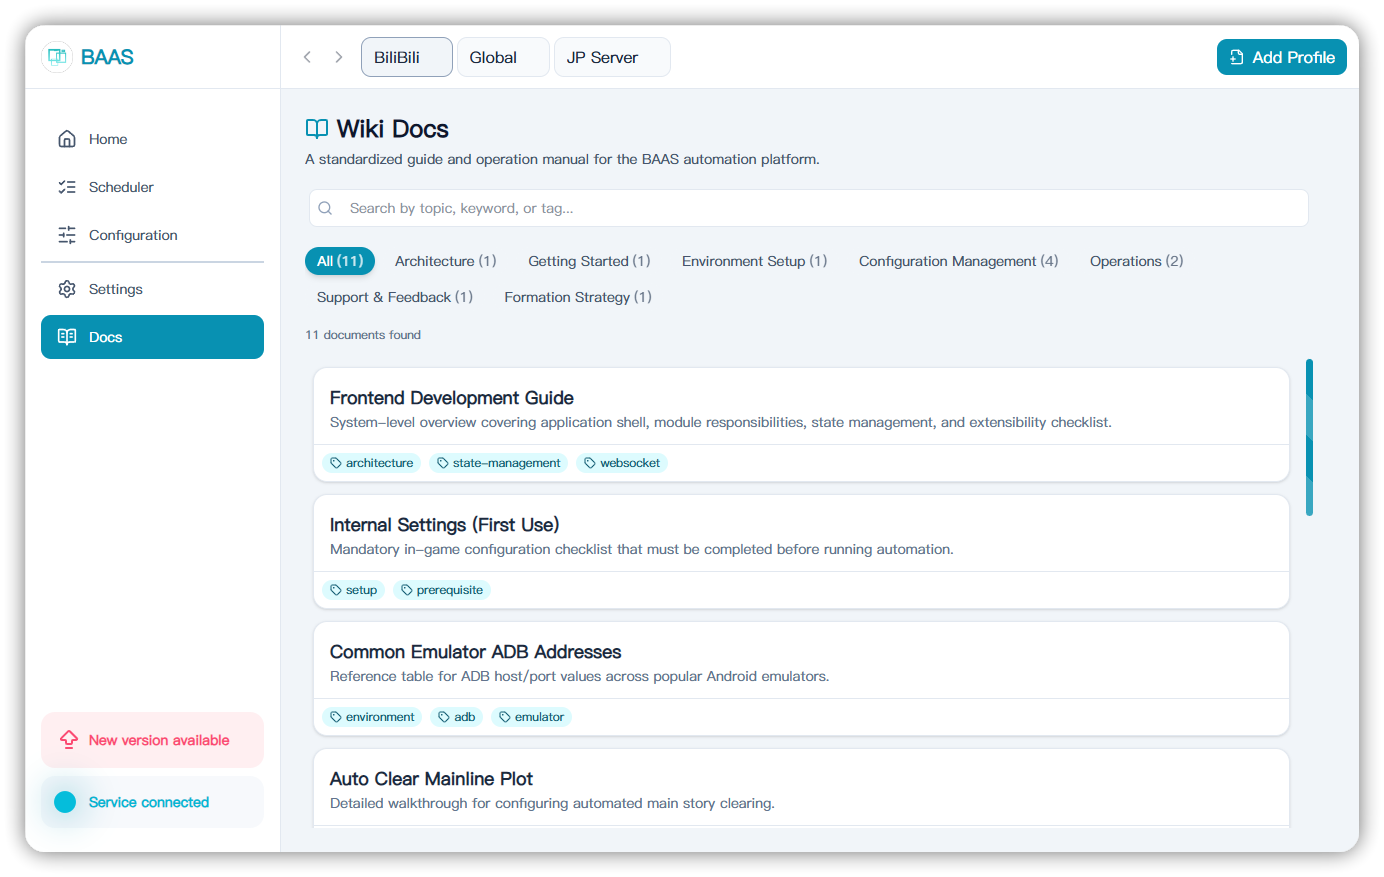 BAAS
BiliBili
Global
JP Server
Add Profile
Home
Scheduler
Configuration
Settings
Docs
New version available
Service connected
Wiki Docs
A standardized guide and operation manual for the BAAS automation platform.
Search by topic, keyword, or tag...
All (11) Architecture (1) Getting Started (1) Environment Setup (1) Configuration Management (4) Operations (2)
Support & Feedback (1) Formation Strategy (1)
11 documents found
Frontend Development Guide
System-level overview covering application shell, module responsibilities, state management, and extensibility checklist.
architecture state-management websocket
Internal Settings (First Use)
Mandatory in-game configuration checklist that must be completed before running automation.
setup prerequisite
Common Emulator ADB Addresses
Reference table for ADB host/port values across popular Android emulators.
environment adb emulator
Auto Clear Mainline Plot
Detailed walkthrough for configuring automated main story clearing.